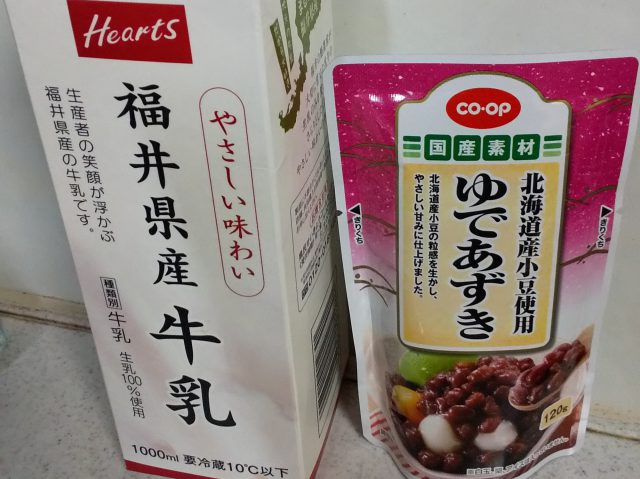 Hearts
やさしい味わい
福井県産牛乳
生産者の笑顔が浮かぶ
福井県産の牛乳です。
種類別 牛乳 生乳100%使用
1000ml 要冷蔵10℃以下
CO・OP
国産素材
北海道産小豆使用
ゆであずき
北海道産小豆の粒感を生かし、
やさしい甘みに仕上げました。
きりくち
きりくち
120g